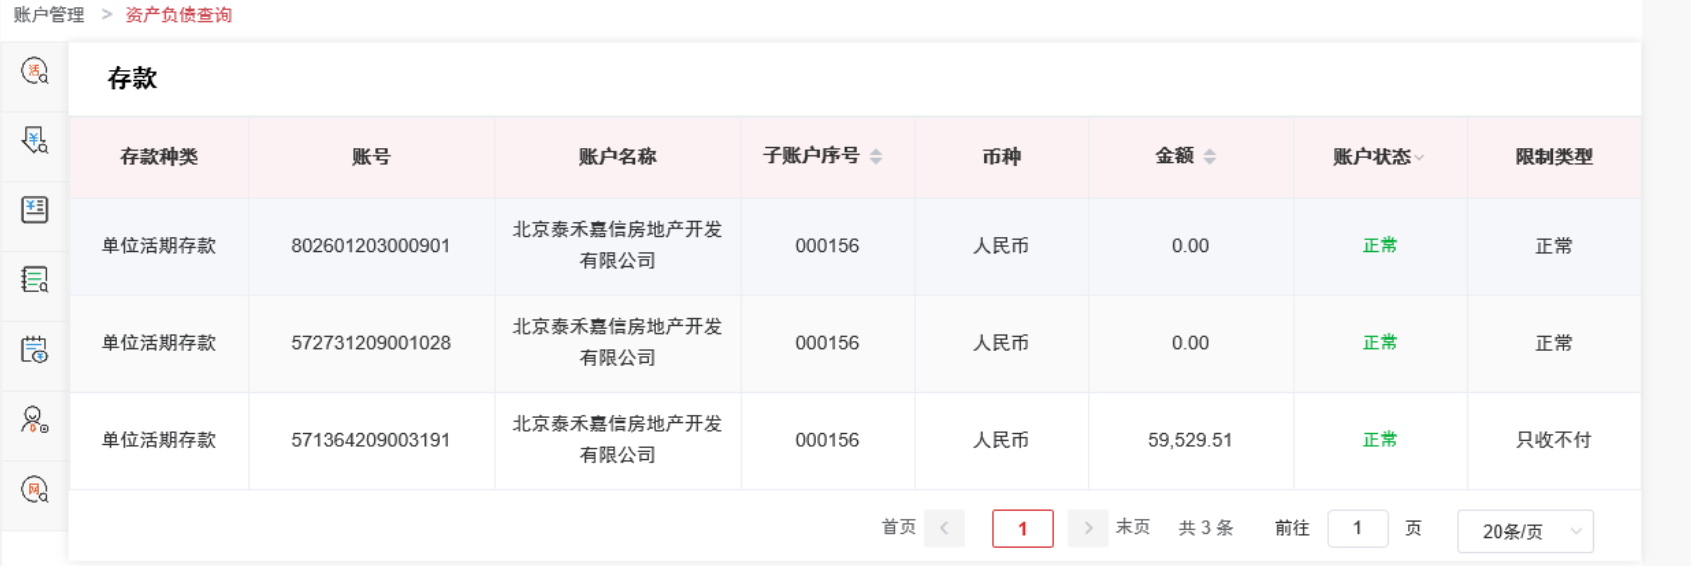 账户管理 > 资产负债查询
存款
存款种类 账号 账户名称 子账户序号 币种 金额 账户状态 限制类型
单位活期存款 802601203000901 北京泰禾嘉信房地产开发有限公司 000156 人民币 0.00 正常 正常
单位活期存款 572731209001028 北京泰禾嘉信房地产开发有限公司 000156 人民币 0.00 正常 正常
单位活期存款 571364209003191 北京泰禾嘉信房地产开发有限公司 000156 人民币 59,529.51 正常 只收不付
首页 < 1 > 末页 共 3 条 前往 1 页 20条/页
活
网